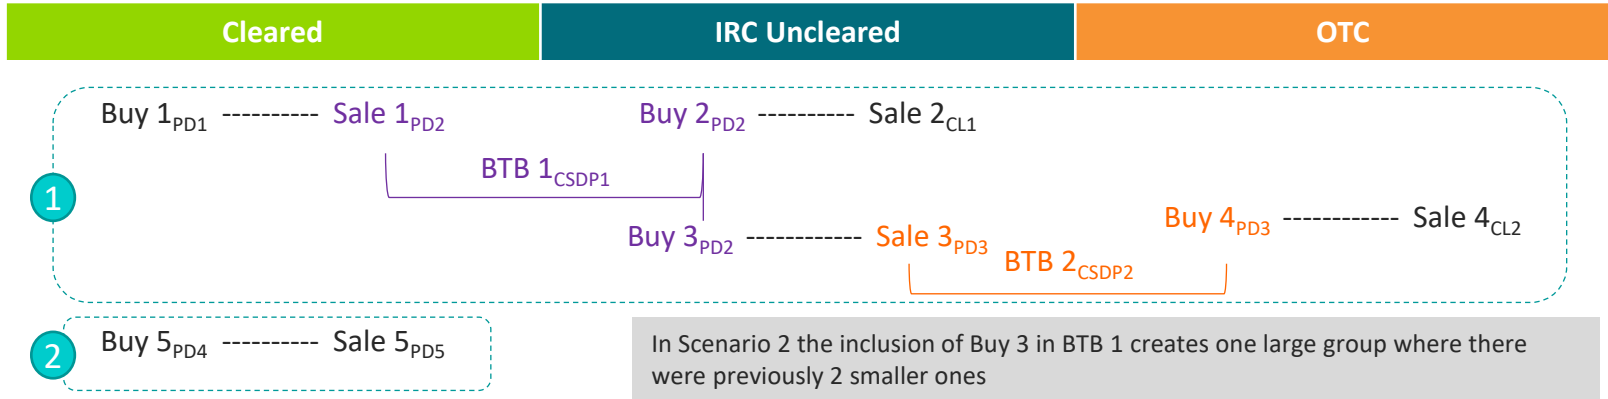 Cleared IRC Uncleared OTC
Buy 1PD1 ---------- Sale 1PD2 Buy 2PD2 ---------- Sale 2CL1
BTB 1CSDP1
1
Buy 4PD3 ------------ Sale 4CL2
Buy 3PD2 ------------ Sale 3PD3
BTB 2CSDP2
2 Buy 5PD4 ---------- Sale 5PD5
In Scenario 2 the inclusion of Buy 3 in BTB 1 creates one large group where there
were previously 2 smaller ones